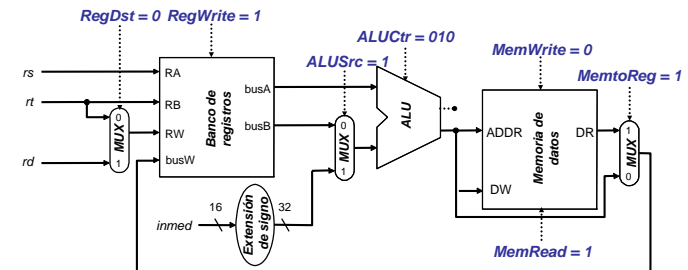 RegDst = 0
RegWrite = 1
ALUCtr = 010
MemWrite = 0
ALUSrc = 1
MemtoReg = 1
rs
rt
rd
0
MUX
1
RA
RB
RW
busW
Banco de
registros
busA
busB
0
MUX
1
ALU
ADDR
DW
Memoria de
datos
DR
1
MUX
0
inmed
16
Extensión
de signo
32
MemRead = 1